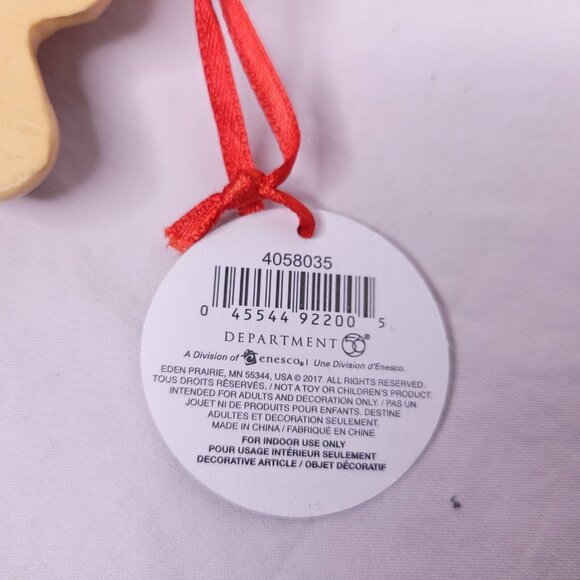 4058035
0 45544 92200 5
DEPARTMENT 56®
A Division of enesco® | Une Division d'Enesco.
EDEN PRAIRIE, MN 55344, USA © 2017. ALL RIGHTS RESERVED.
TOUS DROITS RÉSERVÉS. / NOT A TOY OR CHILDREN'S PRODUCT.
INTENDED FOR ADULTS AND DECORATION ONLY. / PAS UN
JOUET NI DE PRODUITS POUR ENFANTS. DESTINE
ADULTES ET DECORATION SEULEMENT.
MADE IN CHINA / FABRIQUÉ EN CHINE
FOR INDOOR USE ONLY
POUR USAGE INTÉRIEUR SEULEMENT
DECORATIVE ARTICLE / OBJET DÉCORATIF